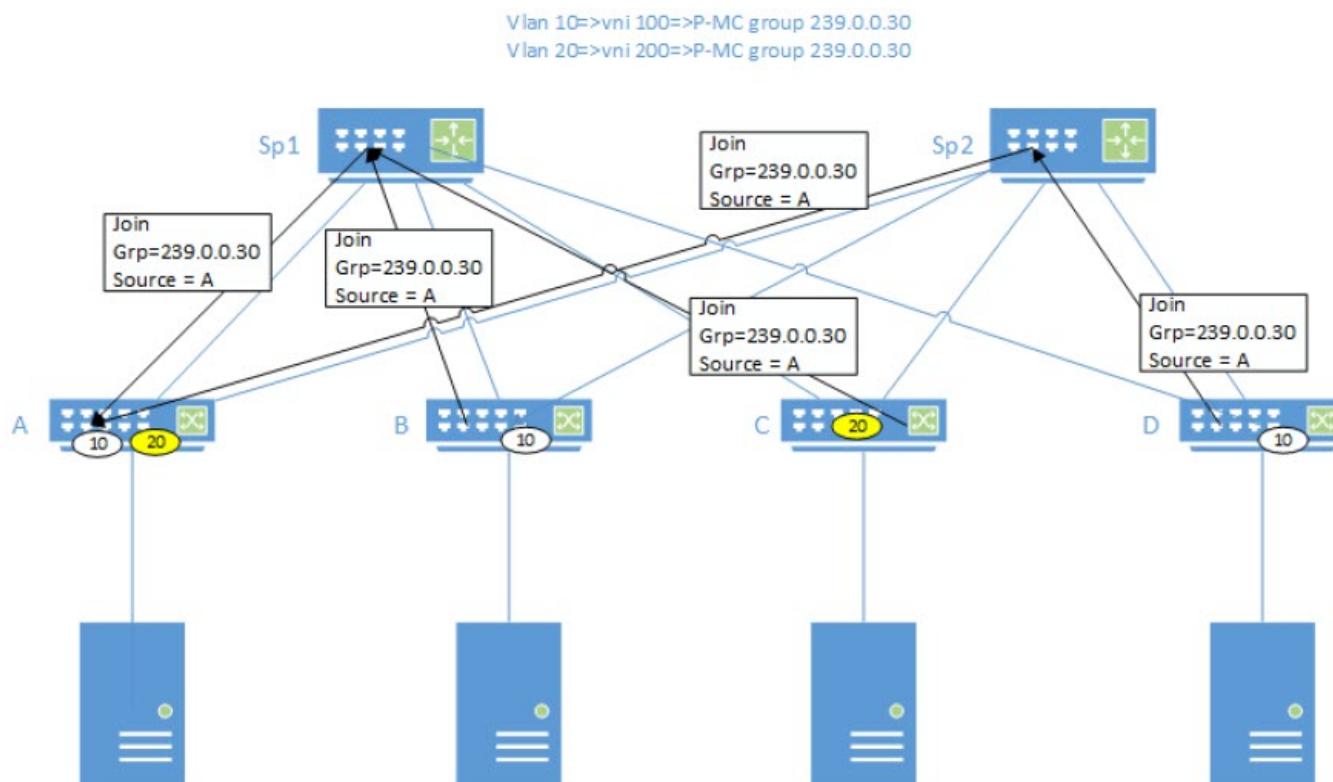 Vlan 10=>vni 100=>P-MC group 239.0.0.30
Vlan 20=>vni 200=>P-MC group 239.0.0.30
Sp1
Sp2
Join
Grp=239.0.0.30
Source = A
Join
Grp=239.0.0.30
Source = A
Join
Grp=239.0.0.30
Source = A
Join
Grp=239.0.0.30
Source = A
Join
Grp=239.0.0.30
Source = A
A
10
20
B
10
C
20
D
10